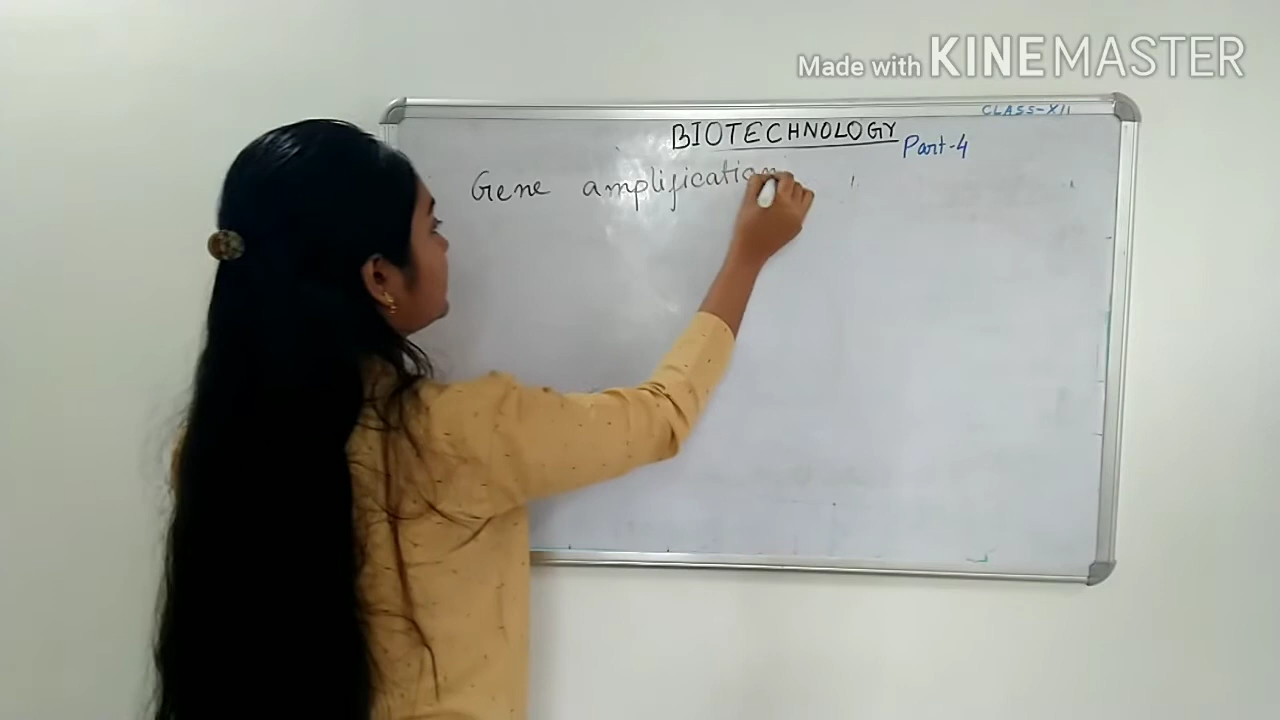 Made with KINEMASTER
CLASS-XII
BIOTECHNOLOGY
Part-4
Gene amplification